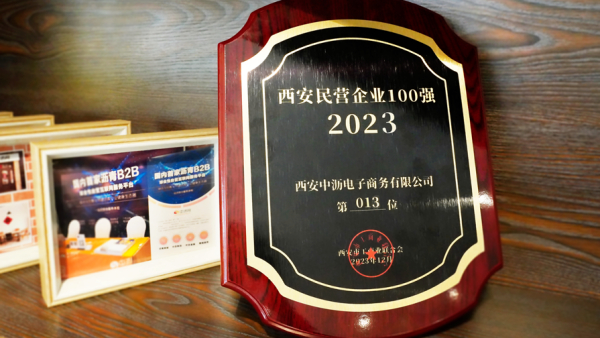 西安民营企业100强
2023
西安中沥电子商务有限公司
第 013 位
西安市工商业联合会
2023年12月
国内首家沥青B2B
国内首家沥青B2B